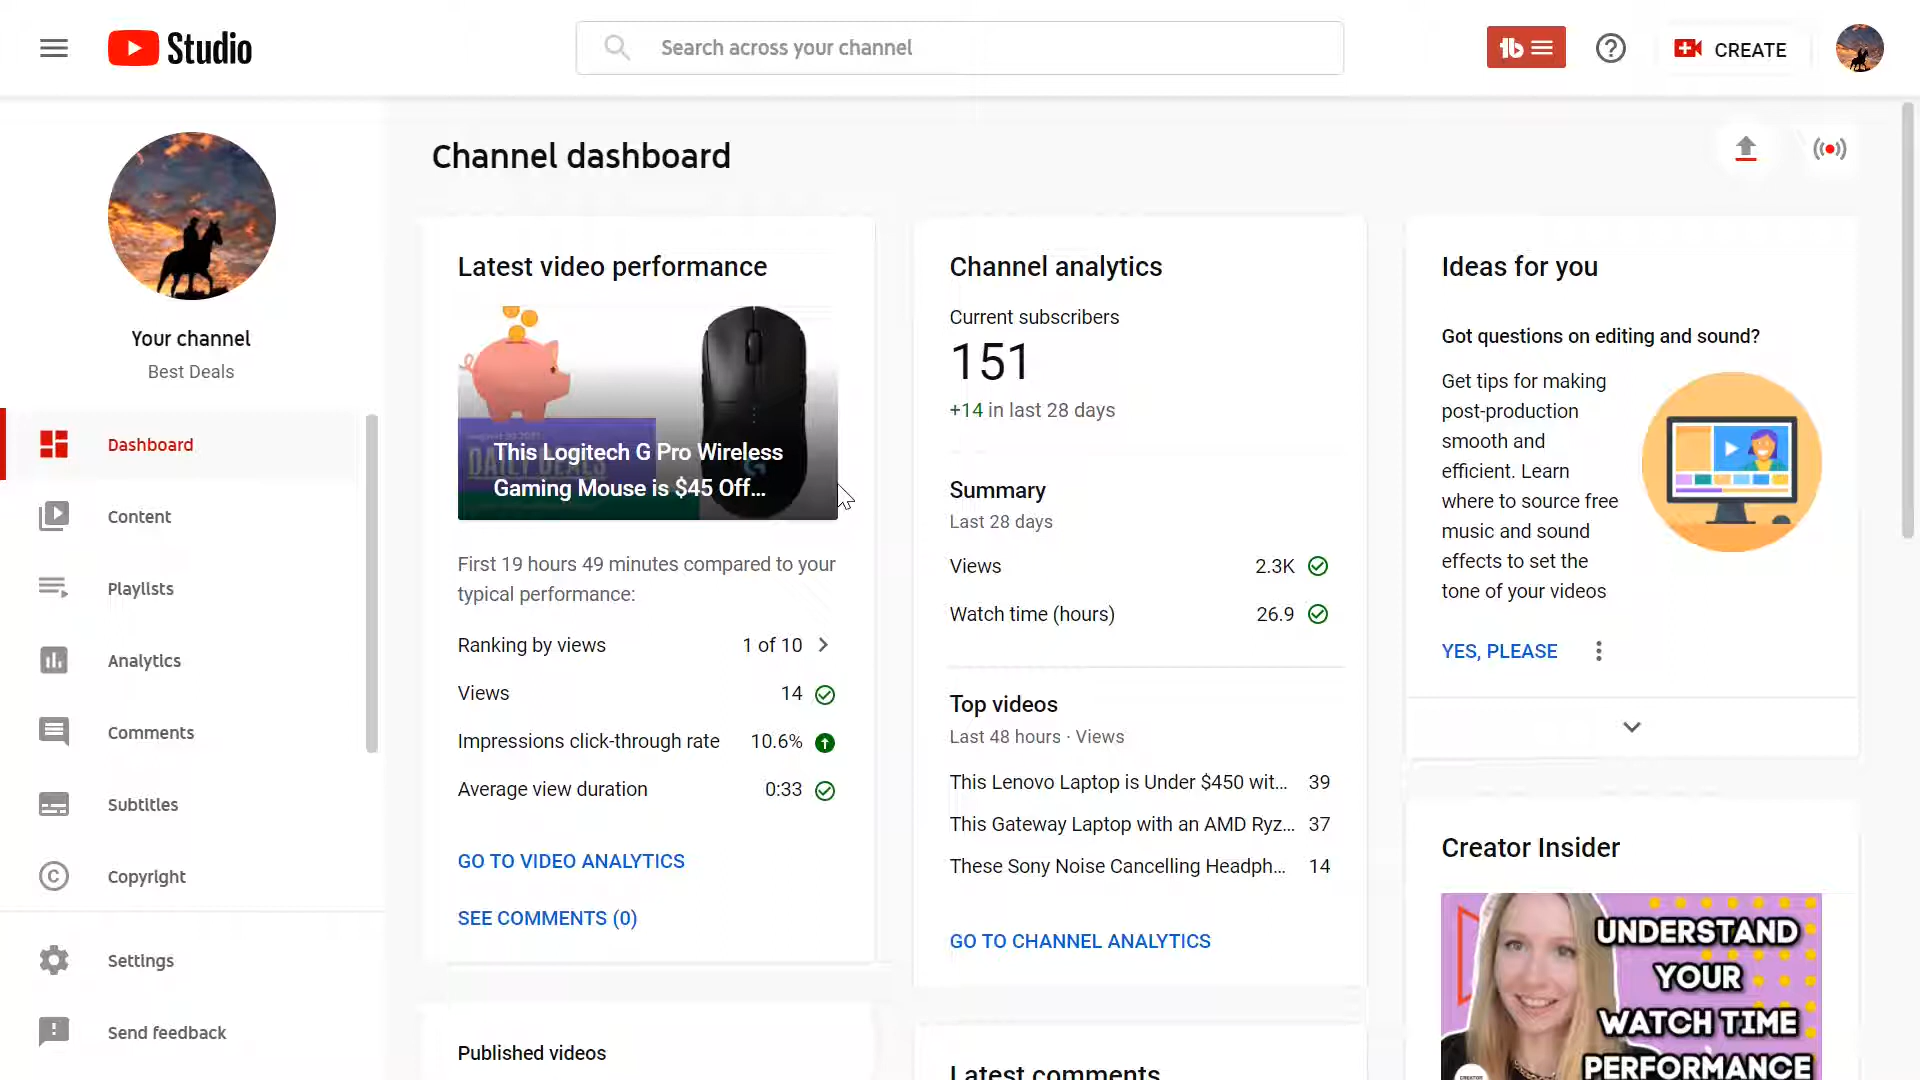 Studio
Search across your channel
CREATE
Your channel
Best Deals
Dashboard
Content
Playlists
Analytics
Comments
Subtitles
Copyright
Settings
Send feedback
Channel dashboard
Latest video performance
DAILY DEALS
This Logitech G Pro Wireless
Gaming Mouse is $45 Off...
First 19 hours 49 minutes compared to your
typical performance:
Ranking by views 1 of 10
Views 14
Impressions click-through rate 10.6%
Average view duration 0:33
GO TO VIDEO ANALYTICS
SEE COMMENTS (0)
Published videos
Channel analytics
Current subscribers
151
+14 in last 28 days
Summary
Last 28 days
Views 2.3K
Watch time (hours) 26.9
Top videos
Last 48 hours · Views
This Lenovo Laptop is Under $450 wit... 39
This Gateway Laptop with an AMD Ryz... 37
These Sony Noise Cancelling Headph... 14
GO TO CHANNEL ANALYTICS
Latest comments
Ideas for you
Got questions on editing and sound?
Get tips for making
post-production
smooth and
efficient. Learn
where to source free
music and sound
effects to set the
tone of your videos
YES, PLEASE
Creator Insider
UNDERSTAND
YOUR
WATCH TIME
PERFORMANCE